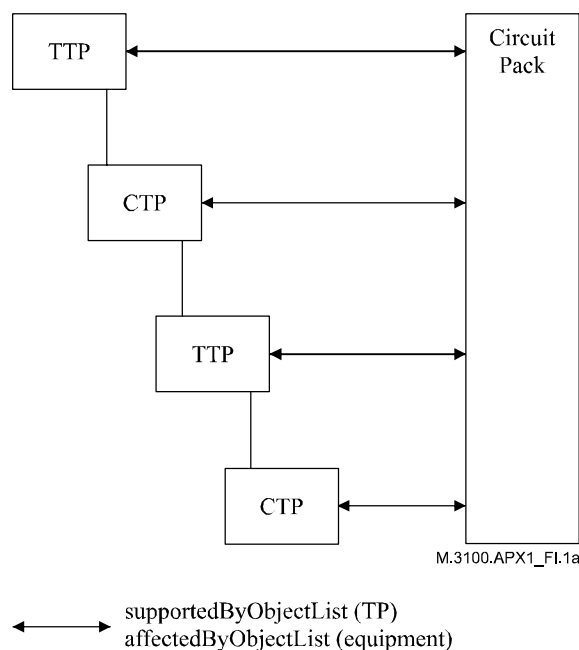 TTP
Circuit
Pack
CTP
TTP
CTP
M.3100.APX1_FI.1a
supportedByObjectList (TP)
affectedByObjectList (equipment)